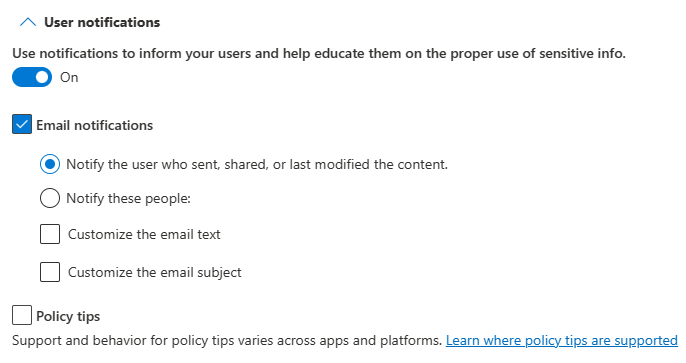 User notifications
Use notifications to inform your users and help educate them on the proper use of sensitive info.
On
Email notifications
Notify the user who sent, shared, or last modified the content.
Notify these people:
Customize the email text
Customize the email subject
Policy tips
Support and behavior for policy tips varies across apps and platforms. Learn where policy tips are supported